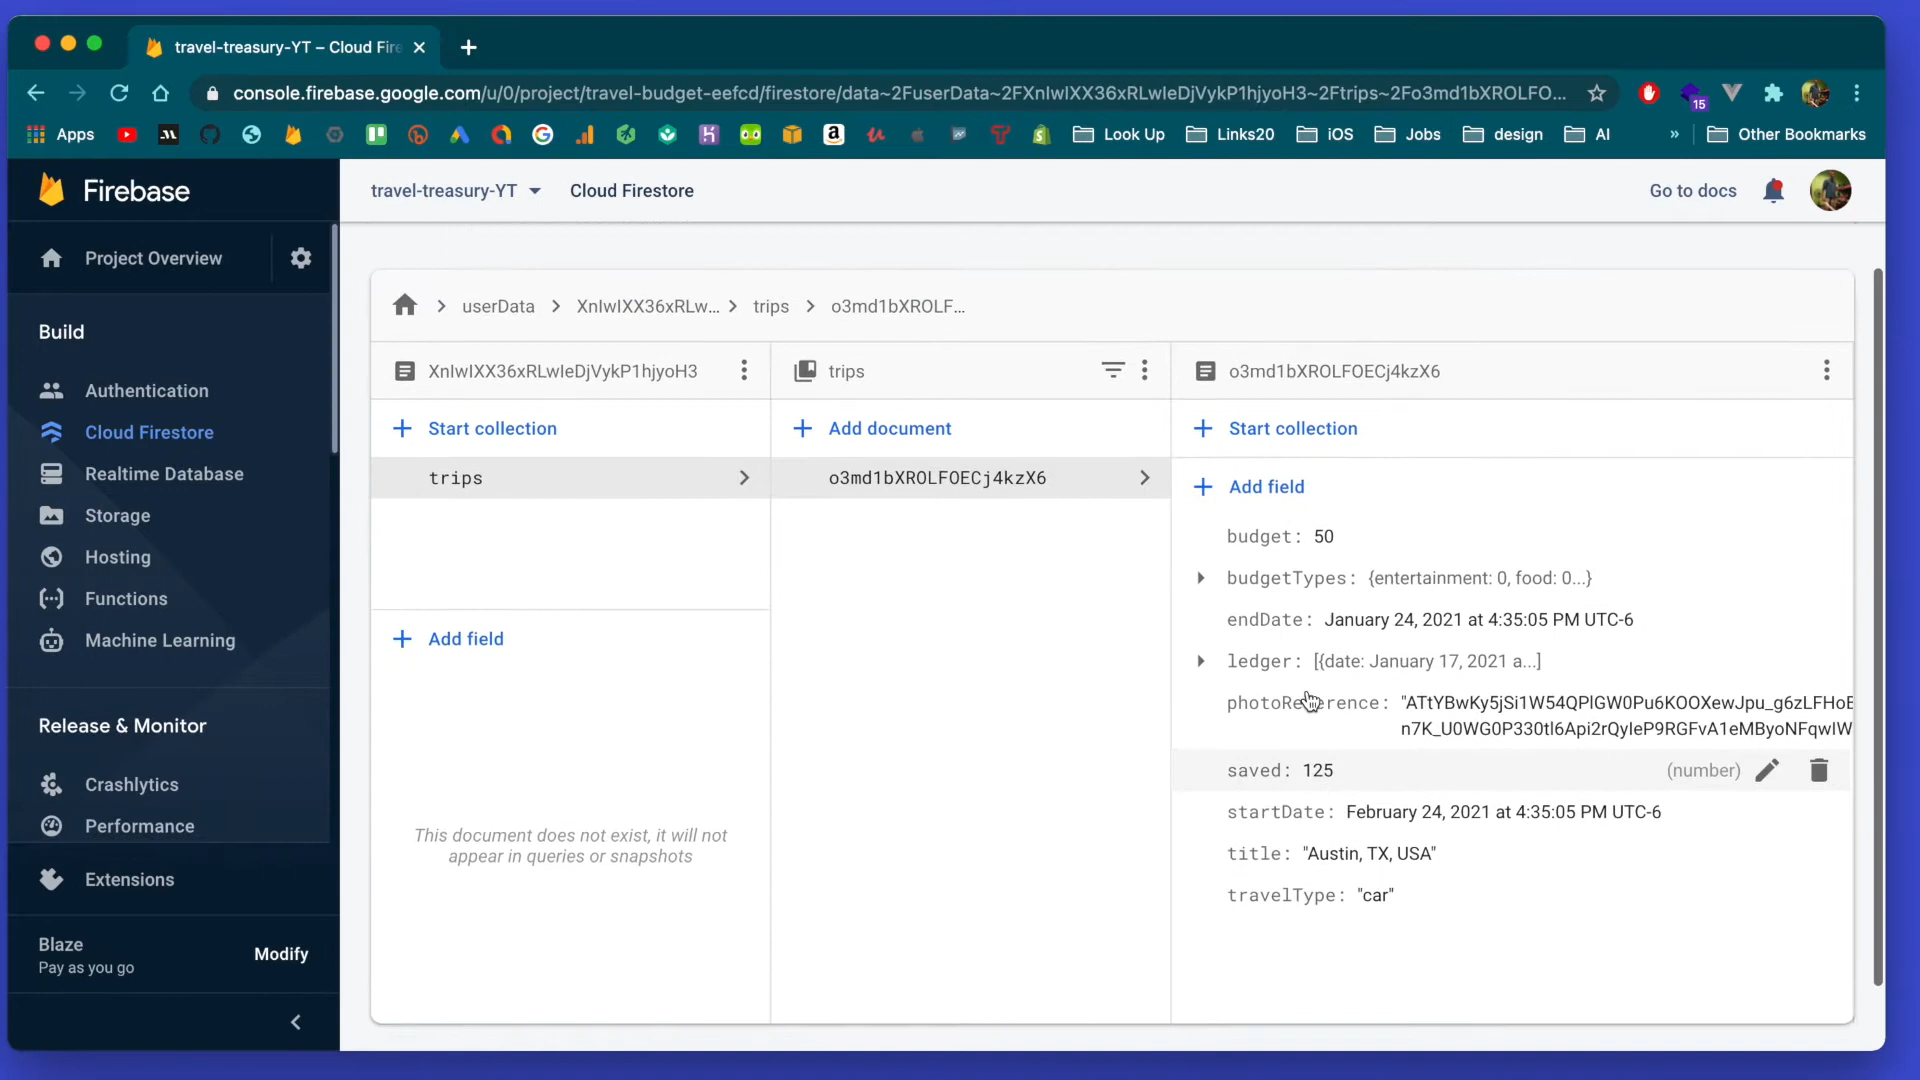 travel-treasury-YT – Cloud Fire
console.firebase.google.com/u/0/project/travel-budget-eefcd/firestore/data~2FuserData~2FXnIwIXX36xRLwIeDjVykP1hjyoH3~2Ftrips~2Fo3md1bXROLFO...
15
Apps
Look Up
Links20
iOS
Jobs
design
AI
»
Other Bookmarks
Firebase
travel-treasury-YT
Cloud Firestore
Go to docs
Project Overview
Build
Authentication
Cloud Firestore
Realtime Database
Storage
Hosting
Functions
Machine Learning
Release & Monitor
Crashlytics
Performance
Extensions
Blaze
Pay as you go
Modify
userData
XnIwIXX36xRLw...
trips
o3md1bXROLF...
XnIwIXX36xRLwIeDjVykP1hjyoH3
Start collection
trips
Add field
This document does not exist, it will not
appear in queries or snapshots
trips
Add document
o3md1bXROLFOECj4kzX6
o3md1bXROLFOECj4kzX6
Start collection
Add field
budget: 50
budgetTypes: {entertainment: 0, food: 0...}
endDate: January 24, 2021 at 4:35:05 PM UTC-6
ledger: [{date: January 17, 2021 a...]
photoReference: "ATtYBwKy5jSi1W54QPlGW0Pu6KOOXewJpu_g6zLFHoE
n7K_U0WG0P330tl6Api2rQyIeP9RGFvA1eMByoNFqwIW
saved: 125
(number)
startDate: February 24, 2021 at 4:35:05 PM UTC-6
title: "Austin, TX, USA"
travelType: "car"